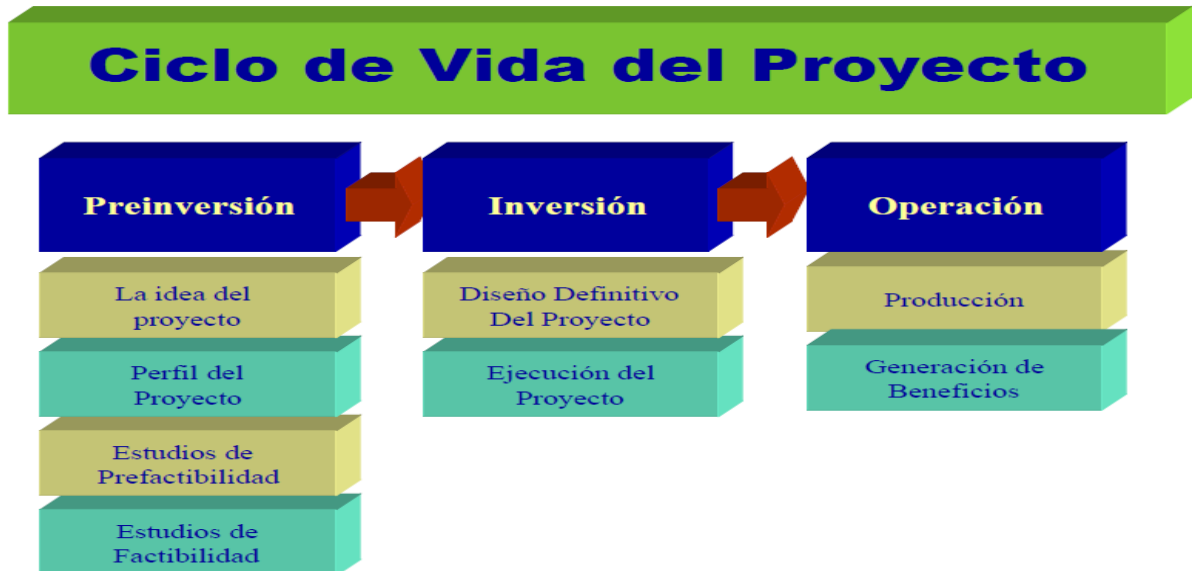 Ciclo de Vida del Proyecto
Preinversión
La idea del
proyecto
Perfil del
Proyecto
Estudios de
Prefactibilidad
Estudios de
Factibilidad
Inversión
Diseño Definitivo
Del Proyecto
Ejecución del
Proyecto
Operación
Producción
Generación de
Beneficios